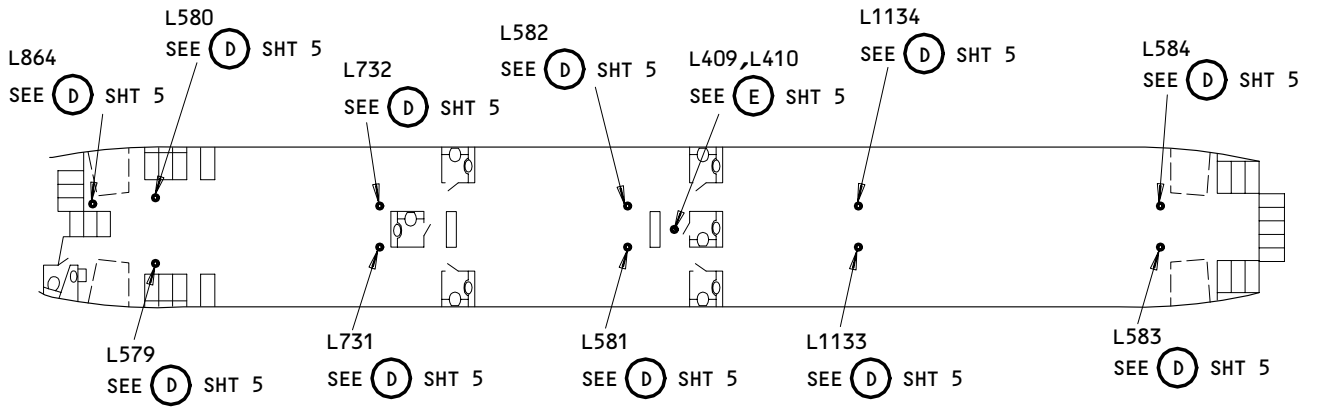 L580
SEE D SHT 5
L864
SEE D SHT 5
L732
SEE D SHT 5
L582
SEE D SHT 5
L409,L410
SEE E SHT 5
L1134
SEE D SHT 5
L584
SEE D SHT 5
L579
SEE D SHT 5
L731
SEE D SHT 5
L581
SEE D SHT 5
L1133
SEE D SHT 5
L583
SEE D SHT 5